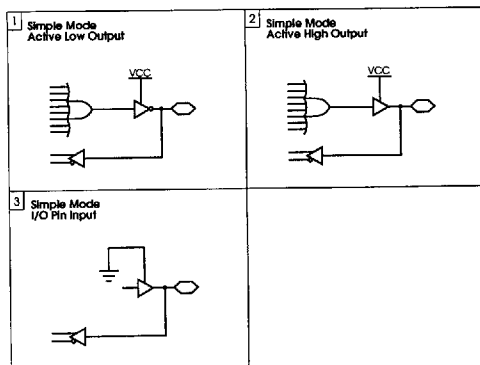 1
Simple Mode
Active Low Output
VCC
2
Simple Mode
Active High Output
VCC
3
Simple Mode
I/O Pin Input